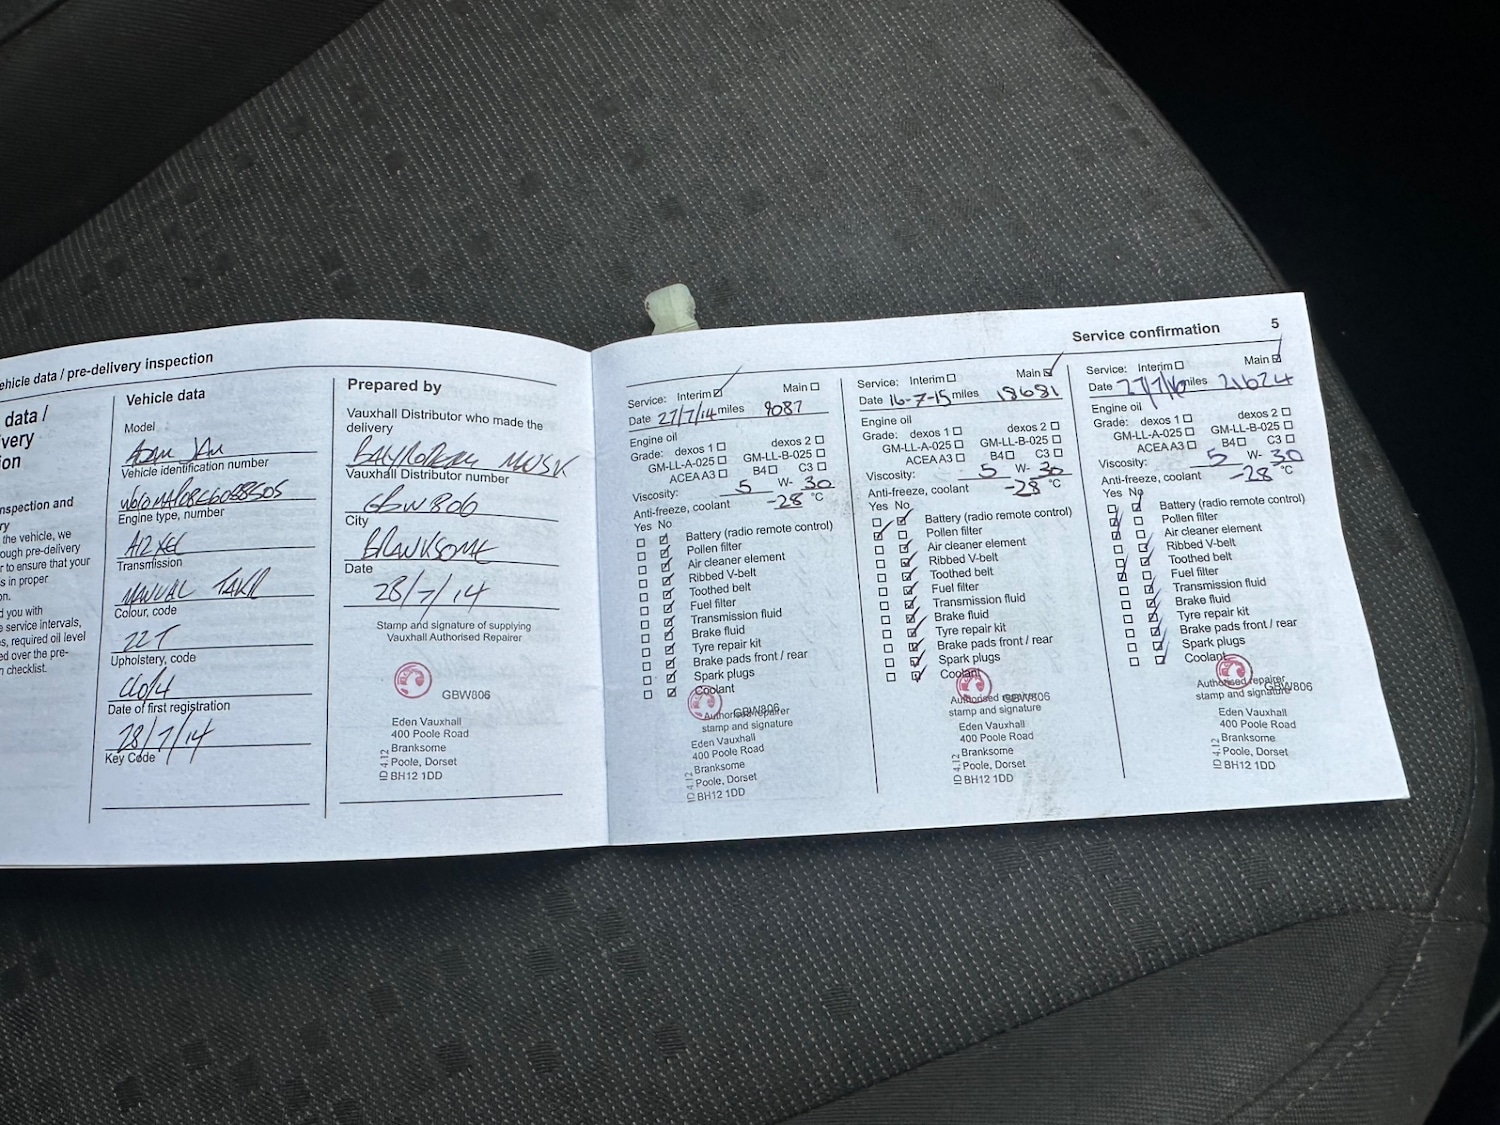 ehicle data / pre-delivery inspection
data /
ivery
ion
nspection and
ry
the vehicle, we
ough pre-delivery
r to ensure that your
s in proper
on.
d you with
e service intervals,
s, required oil level
ed over the pre-
n checklist.
Vehicle data
Model
Adam
Vehicle identification number
Engine type, number
A12XEL
Transmission
MANUAL
Colour, code
22T
Upholstery, code
Cloth
Date of first registration
28/7/14
Key Code
Prepared by
Vauxhall Distributor who made the
delivery
Vauxhall Distributor number
GBW806
City
BRANKSOME
Date
28/7/14
Stamp and signature of supplying
Vauxhall Authorised Repairer
GBW806
Eden Vauxhall
400 Poole Road
Branksome
Poole, Dorset
BH12 1DD
ID 4.12
Service confirmation 5
Service: Interim Main
Date 27/7/14 miles 9087
Engine oil
Grade: dexos 1 dexos 2
GM-LL-A-025 GM-LL-B-025
ACEA A3 B4 C3
Viscosity: 5 W- 30
Anti-freeze, coolant -28 °C
Yes No
Battery (radio remote control)
Pollen filter
Air cleaner element
Ribbed V-belt
Toothed belt
Fuel filter
Transmission fluid
Brake fluid
Tyre repair kit
Brake pads front / rear
Spark plugs
Coolant
GBW806
Authorised repairer
stamp and signature
Eden Vauxhall
400 Poole Road
Branksome
Poole, Dorset
BH12 1DD
ID 4.12
Service: Interim Main
Date 16-7-15 miles 18681
Engine oil
Grade: dexos 1 dexos 2
GM-LL-A-025 GM-LL-B-025
ACEA A3 B4 C3
Viscosity: 5 W- 30
Anti-freeze, coolant -28 °C
Yes No
Battery (radio remote control)
Pollen filter
Air cleaner element
Ribbed V-belt
Toothed belt
Fuel filter
Transmission fluid
Brake fluid
Tyre repair kit
Brake pads front / rear
Spark plugs
Coolant
Authorised repairer GBW806
stamp and signature
Eden Vauxhall
400 Poole Road
Branksome
Poole, Dorset
BH12 1DD
ID 4.12
Service: Interim Main
Date 27/7/16 miles 21624
Engine oil
Grade: dexos 1 dexos 2
GM-LL-A-025 GM-LL-B-025
ACEA A3 B4 C3
Viscosity: 5 W- 30
Anti-freeze, coolant -28 °C
Yes No
Battery (radio remote control)
Pollen filter
Air cleaner element
Ribbed V-belt
Toothed belt
Fuel filter
Transmission fluid
Brake fluid
Tyre repair kit
Brake pads front / rear
Spark plugs
Coolant
Authorised repairer GBW806
stamp and signature
Eden Vauxhall
400 Poole Road
Branksome
Poole, Dorset
BH12 1DD
ID 4.12